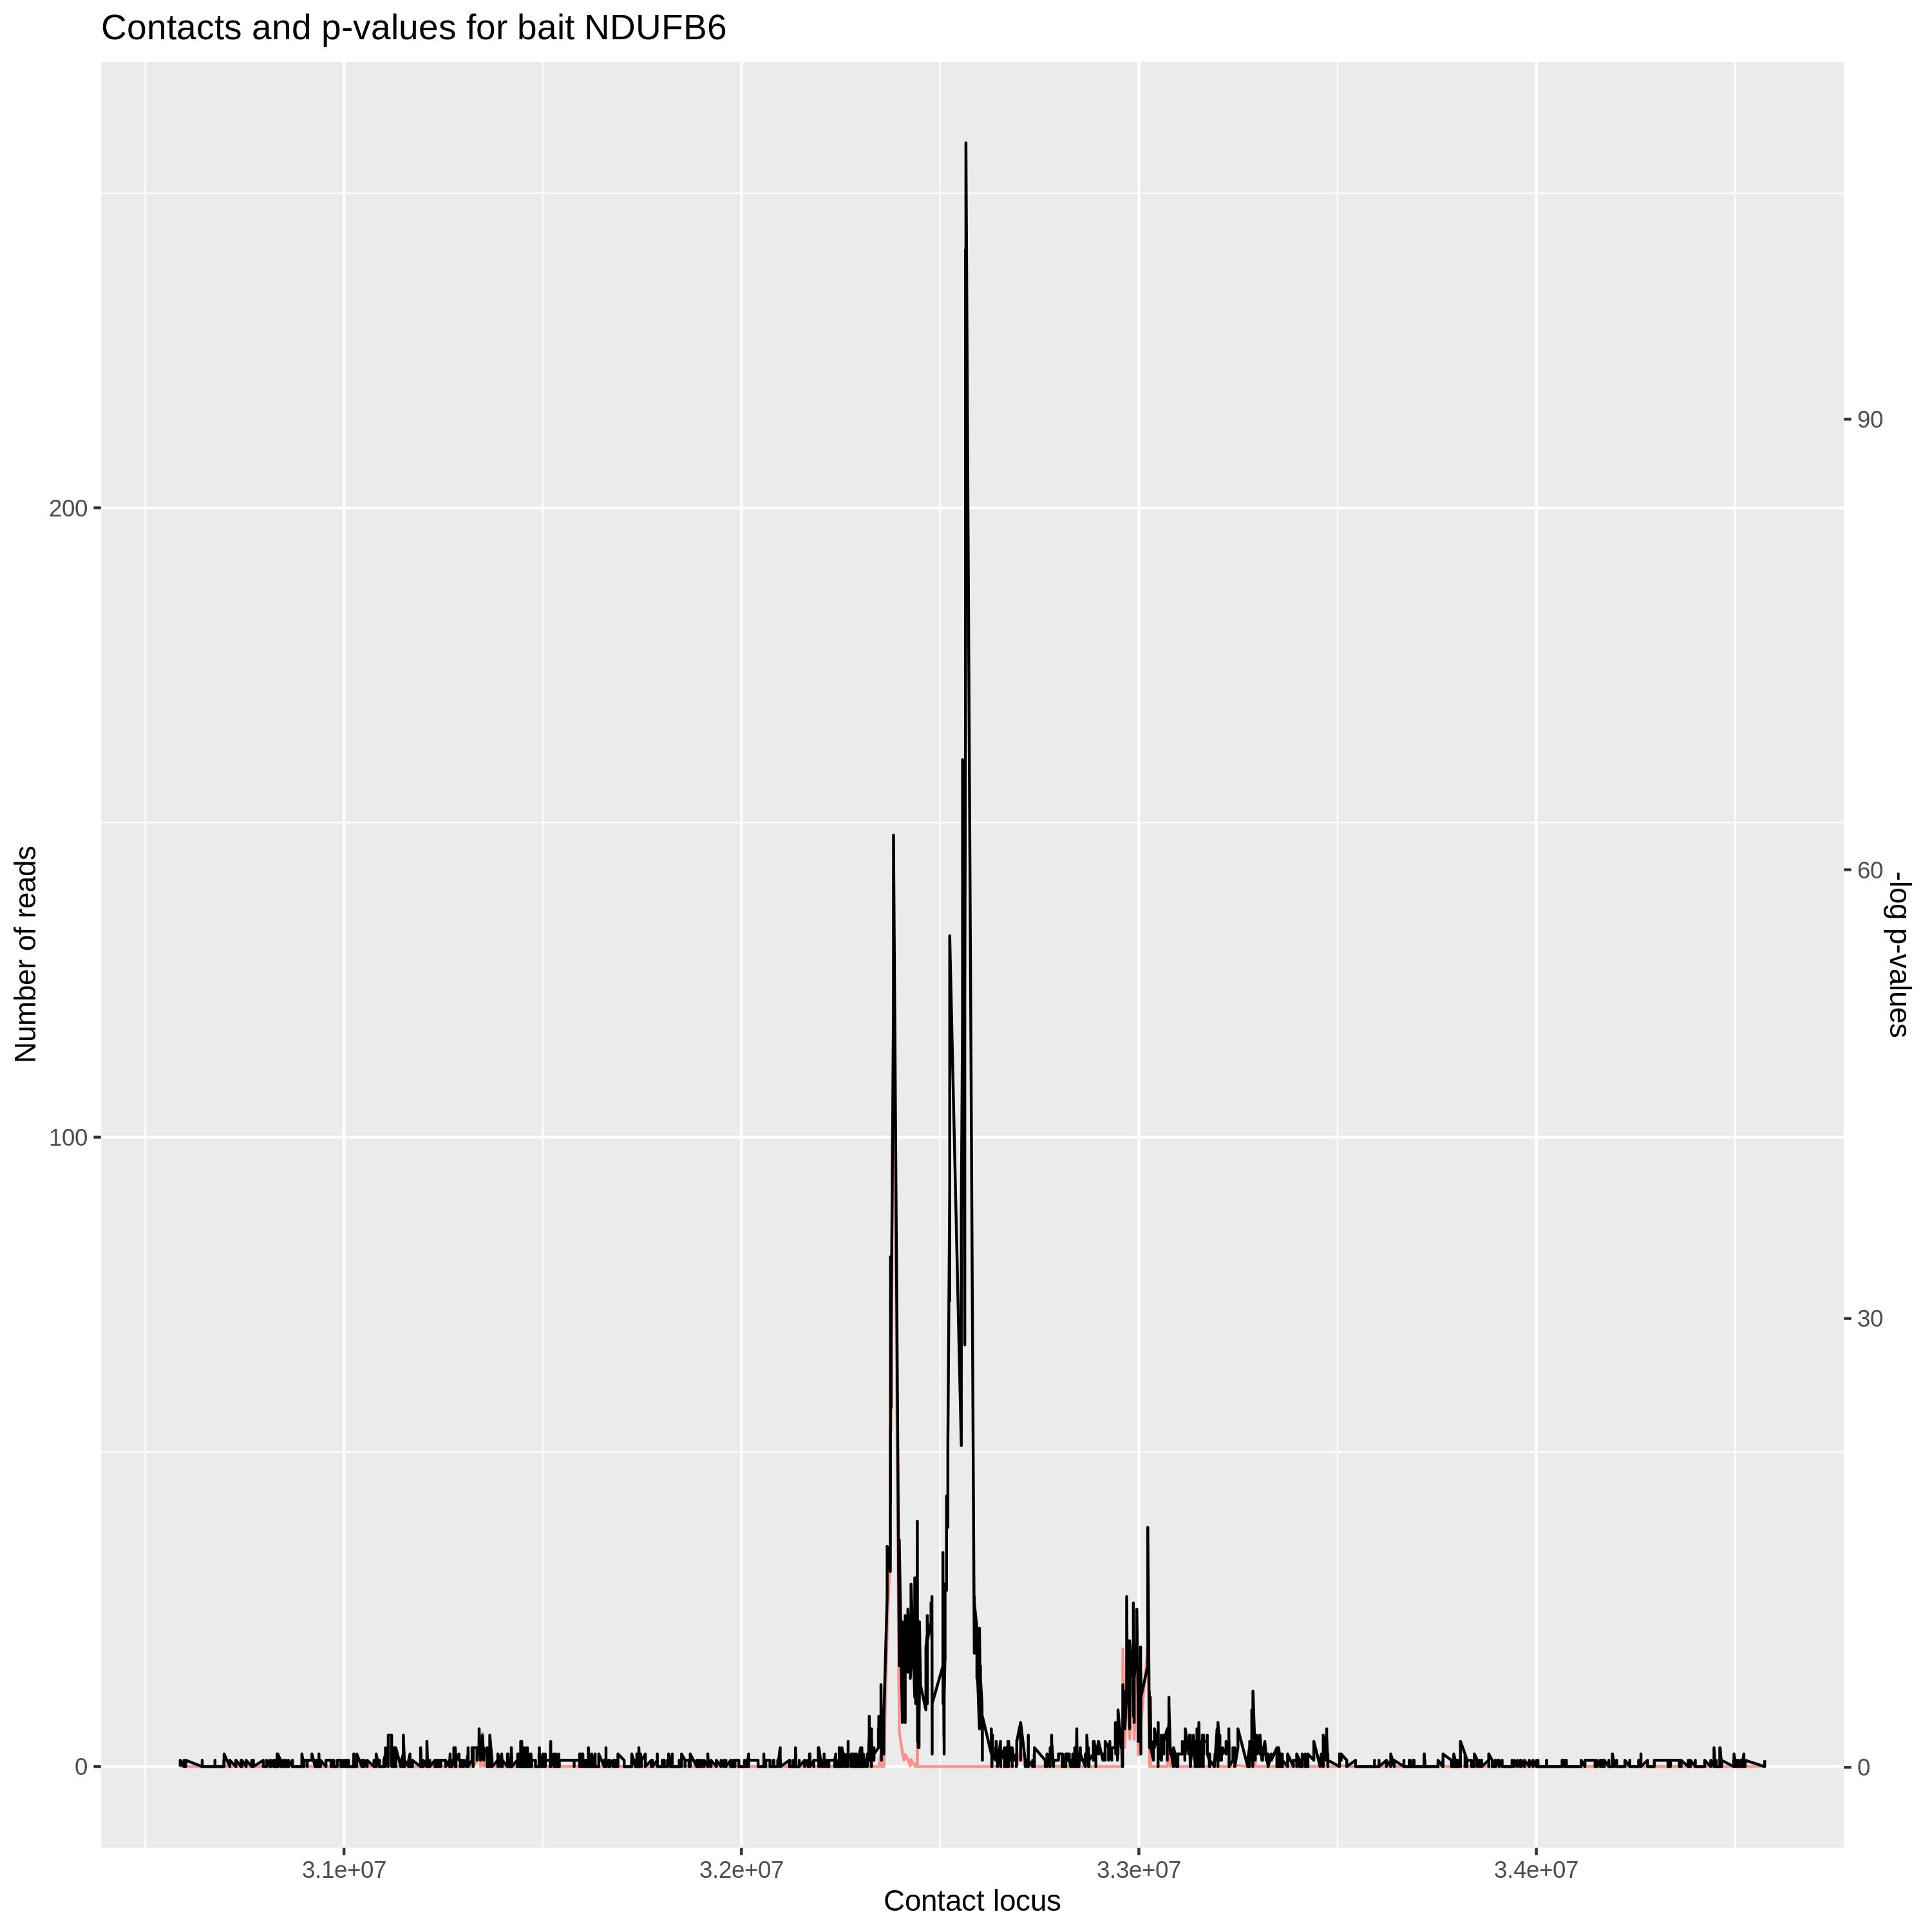 Contacts and p-values for bait NDUFB6
Number of reads
200
100
0
90
60
30
0
-log p-values
3.1e+07
3.2e+07
3.3e+07
3.4e+07
Contact locus